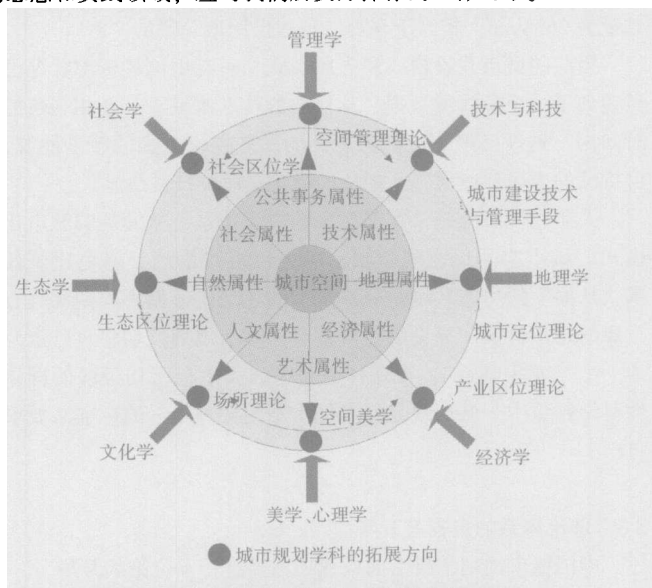 管理学
社会学
技术与科技
空间管理理论
社会区位学
公共事务属性
城市建设技术
与管理手段
社会属性
技术属性
生态学
自然属性
城市空间
地理属性
地理学
生态区位理论
人文属性
经济属性
城市定位理论
艺术属性
场所理论
空间美学
产业区位理论
文化学
经济学
美学、心理学
城市规划学科的拓展方向